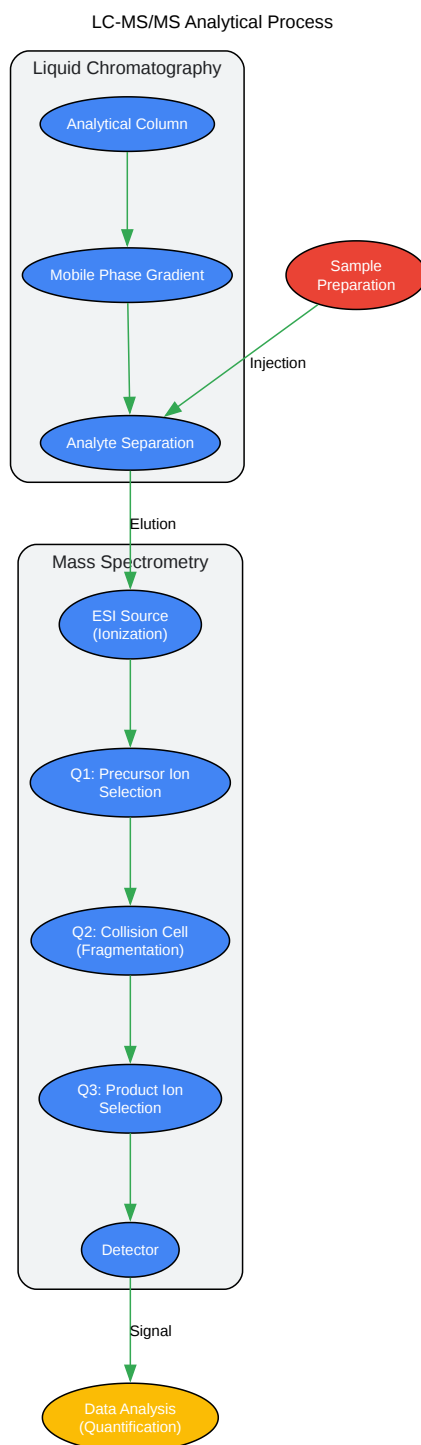 LC-MS/MS Analytical Process
Liquid Chromatography
Analytical Column
Mobile Phase Gradient
Sample
Preparation
Injection
Analyte Separation
Elution
Mass Spectrometry
ESI Source
(Ionization)
Q1: Precursor Ion
Selection
Q2: Collision Cell
(Fragmentation)
Q3: Product Ion
Selection
Detector
Signal
Data Analysis
(Quantification)